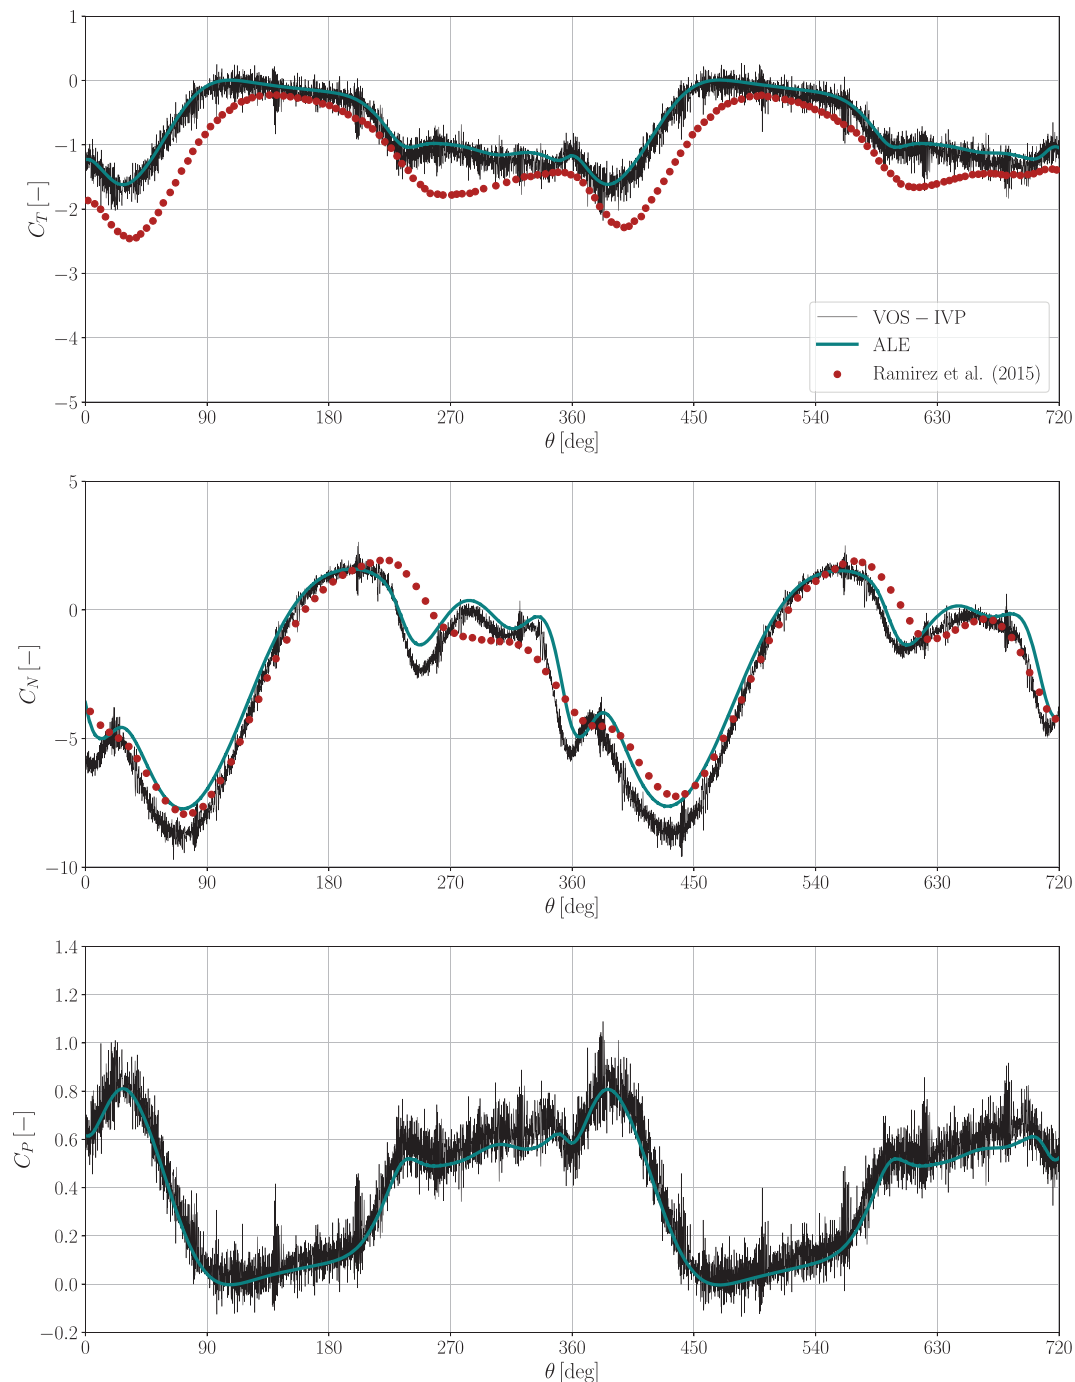 1
0
−1
−2
−3
−4
−5
C_T [−]
VOS − IVP
ALE
Ramirez et al. (2015)
0 90 180 270 360 450 540 630 720
θ [deg]
5
0
−5
−10
C_N [−]
0 90 180 270 360 450 540 630 720
θ [deg]
1.4
1.2
1.0
0.8
0.6
0.4
0.2
0.0
−0.2
C_P [−]
0 90 180 270 360 450 540 630 720
θ [deg]